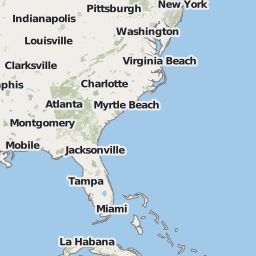 New York
Pittsburgh
Indianapolis
Washington
Louisville
Virginia Beach
Clarksville
Charlotte
phis
Atlanta
Myrtle Beach
Montgomery
Mobile
Jacksonville
Tampa
Miami
La Habana